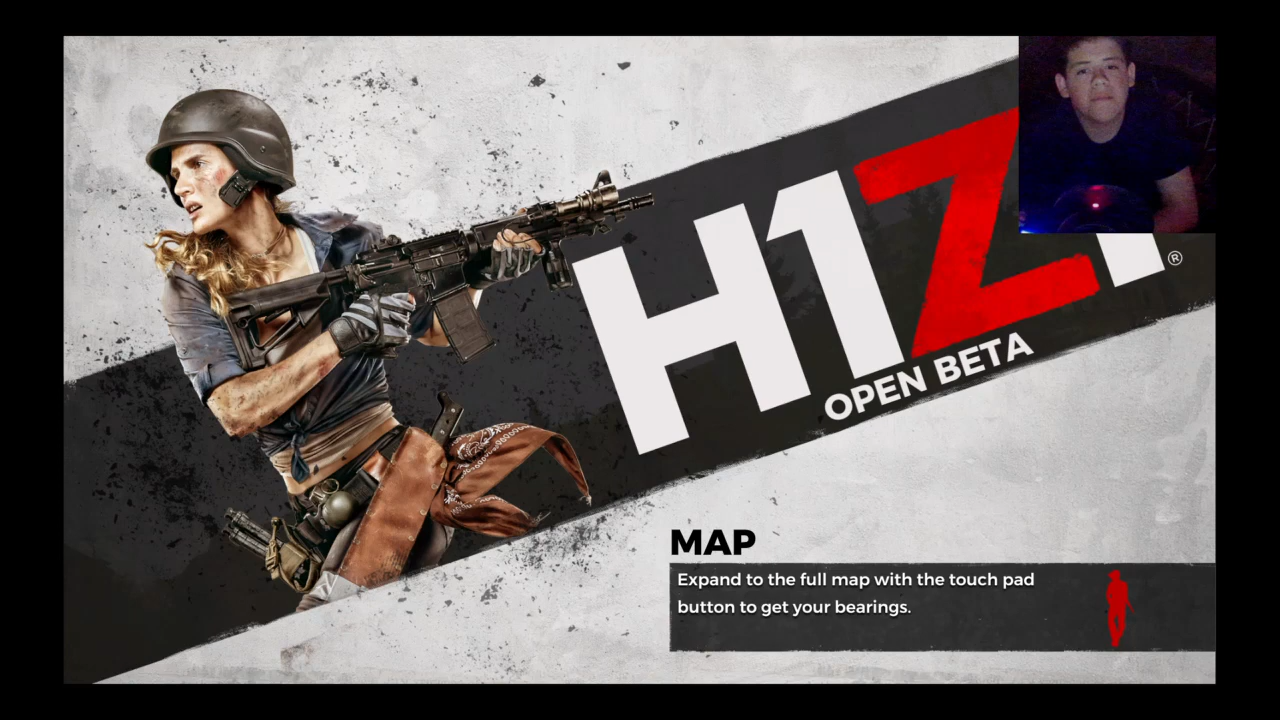 H1Z1®
OPEN BETA
MAP
Expand to the full map with the touch pad
button to get your bearings.